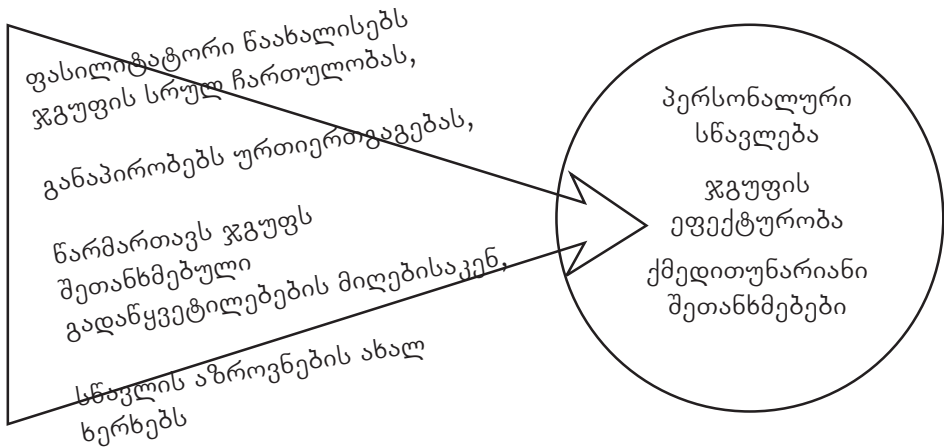 ფასილიტატორი წაახალისებს
ჯგუფის სრულ ჩართულობას,
განაპირობებს ურთიერთგაგებას,
წარმართავს ჯგუფს
შეთანხმებული
გადაწყვეტილებების მიღებისაკენ,
სწავლის აზროვნების ახალ
ხერხებს
პერსონალური
სწავლება
ჯგუფის
ეფექტურობა
ქმედითუნარიანი
შეთანხმებები